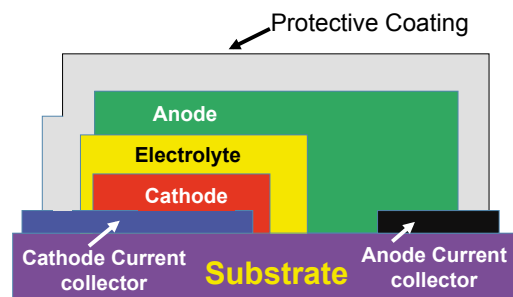 Protective Coating
Anode
Electrolyte
Cathode
Cathode Current
collector
Substrate
Anode Current
collector